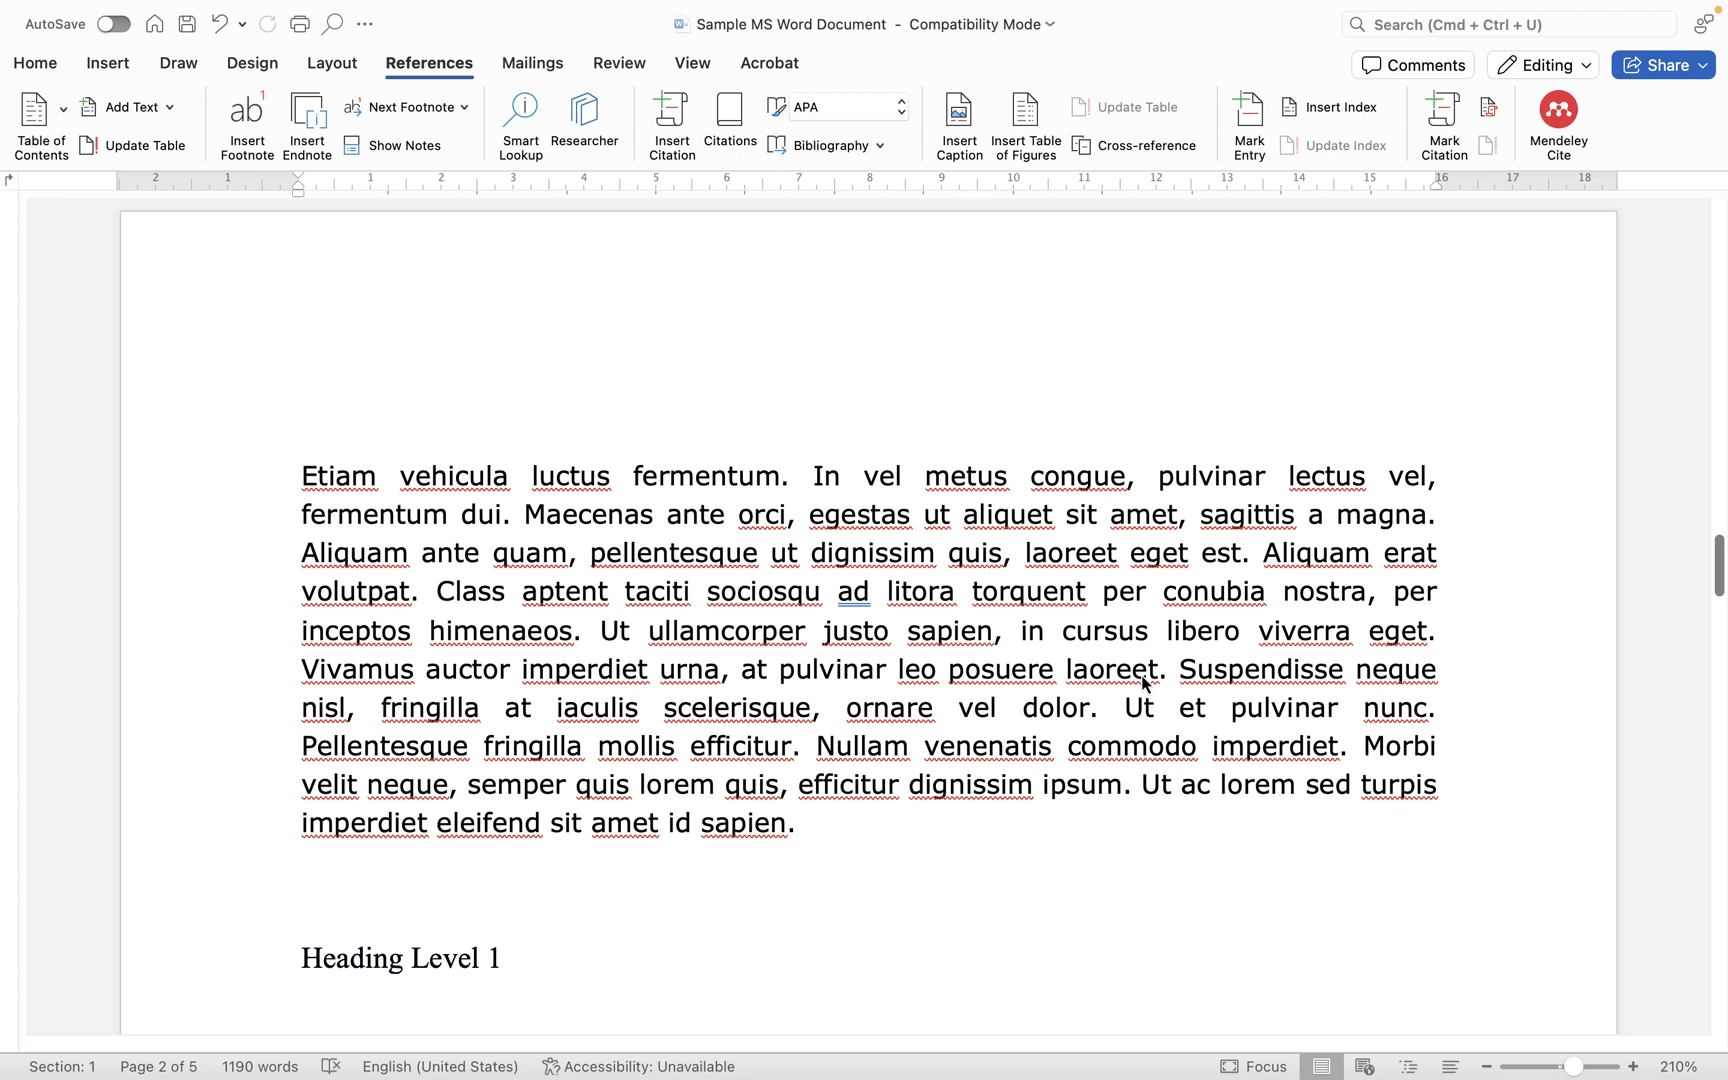 AutoSave
Sample MS Word Document - Compatibility Mode
Search (Cmd + Ctrl + U)
Home Insert Draw Design Layout References Mailings Review View Acrobat
Comments Editing Share
Table of Contents
Add Text
Update Table
ab 1
Insert Footnote
Insert Endnote
ab Next Footnote
Show Notes
Smart Lookup
Researcher
Insert Citation
Citations
APA
Bibliography
Insert Caption
Insert Table of Figures
Update Table
Cross-reference
Mark Entry
Insert Index
Update Index
Mark Citation
Mendeley Cite
2 1 1 2 3 4 5 6 7 8 9 10 11 12 13 14 15 16 17 18
Etiam vehicula luctus fermentum. In vel metus congue, pulvinar lectus vel,
fermentum dui. Maecenas ante orci, egestas ut aliquet sit amet, sagittis a magna.
Aliquam ante quam, pellentesque ut dignissim quis, laoreet eget est. Aliquam erat
volutpat. Class aptent taciti sociosqu ad litora torquent per conubia nostra, per
inceptos himenaeos. Ut ullamcorper justo sapien, in cursus libero viverra eget.
Vivamus auctor imperdiet urna, at pulvinar leo posuere laoreet. Suspendisse neque
nisl, fringilla at iaculis scelerisque, ornare vel dolor. Ut et pulvinar nunc.
Pellentesque fringilla mollis efficitur. Nullam venenatis commodo imperdiet. Morbi
velit neque, semper quis lorem quis, efficitur dignissim ipsum. Ut ac lorem sed turpis
imperdiet eleifend sit amet id sapien.
Heading Level 1
Section: 1 Page 2 of 5 1190 words English (United States) Accessibility: Unavailable Focus 210%